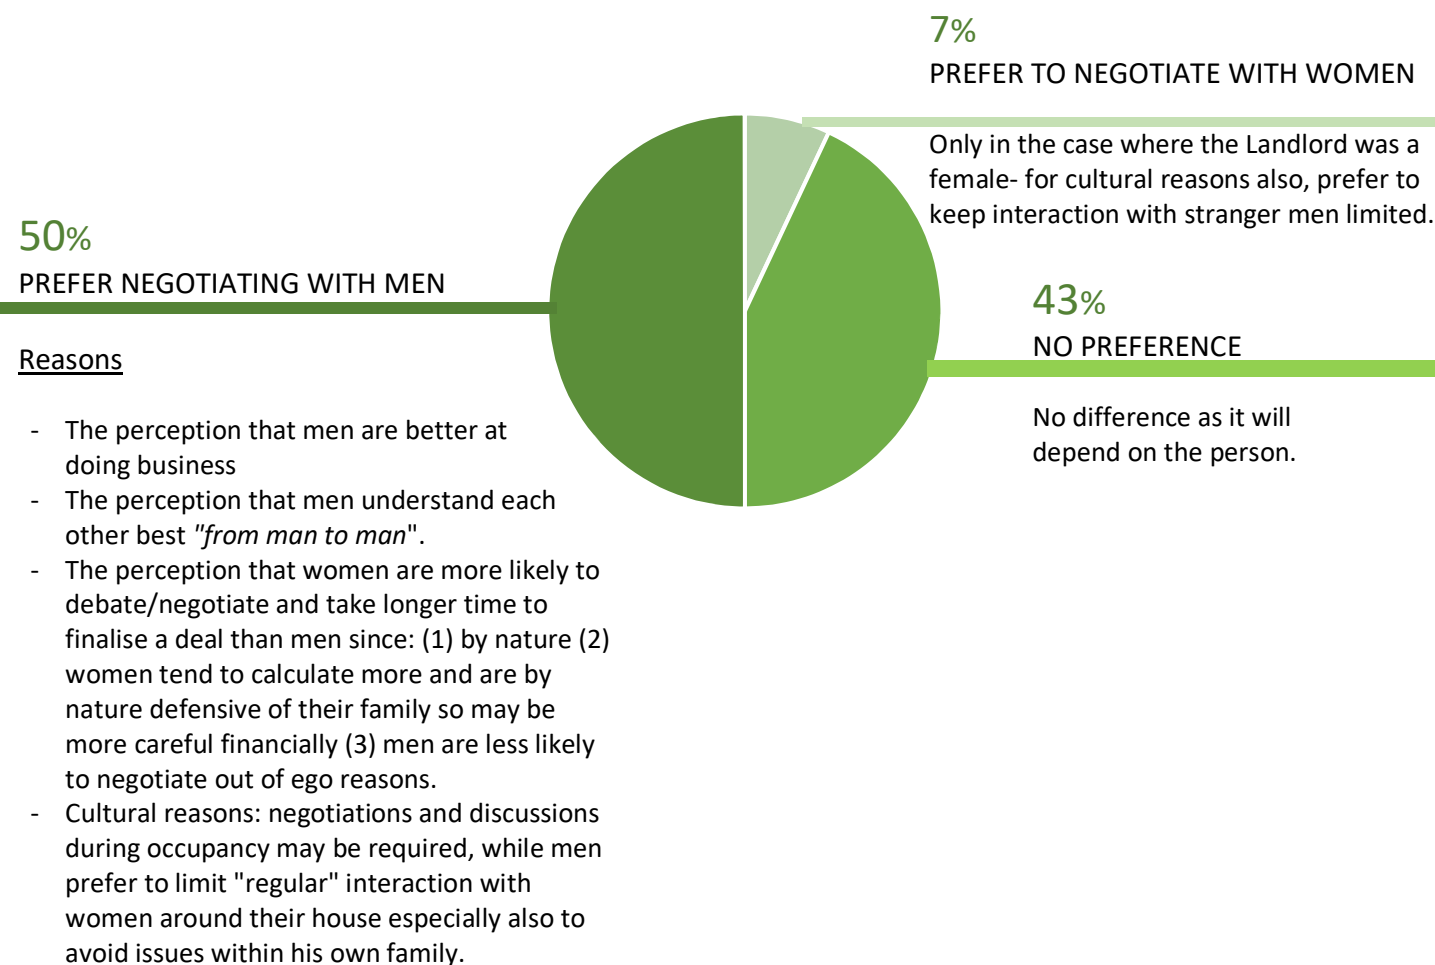 7%
PREFER TO NEGOTIATE WITH WOMEN
Only in the case where the Landlord was a
female- for cultural reasons also, prefer to
keep interaction with stranger men limited.
50%
PREFER NEGOTIATING WITH MEN
Reasons
- The perception that men are better at
doing business
- The perception that men understand each
other best "from man to man".
- The perception that women are more likely to
debate/negotiate and take longer time to
finalise a deal than men since: (1) by nature (2)
women tend to calculate more and are by
nature defensive of their family so may be
more careful financially (3) men are less likely
to negotiate out of ego reasons.
- Cultural reasons: negotiations and discussions
during occupancy may be required, while men
prefer to limit "regular" interaction with
women around their house especially also to
avoid issues within his own family.
43%
NO PREFERENCE
No difference as it will
depend on the person.